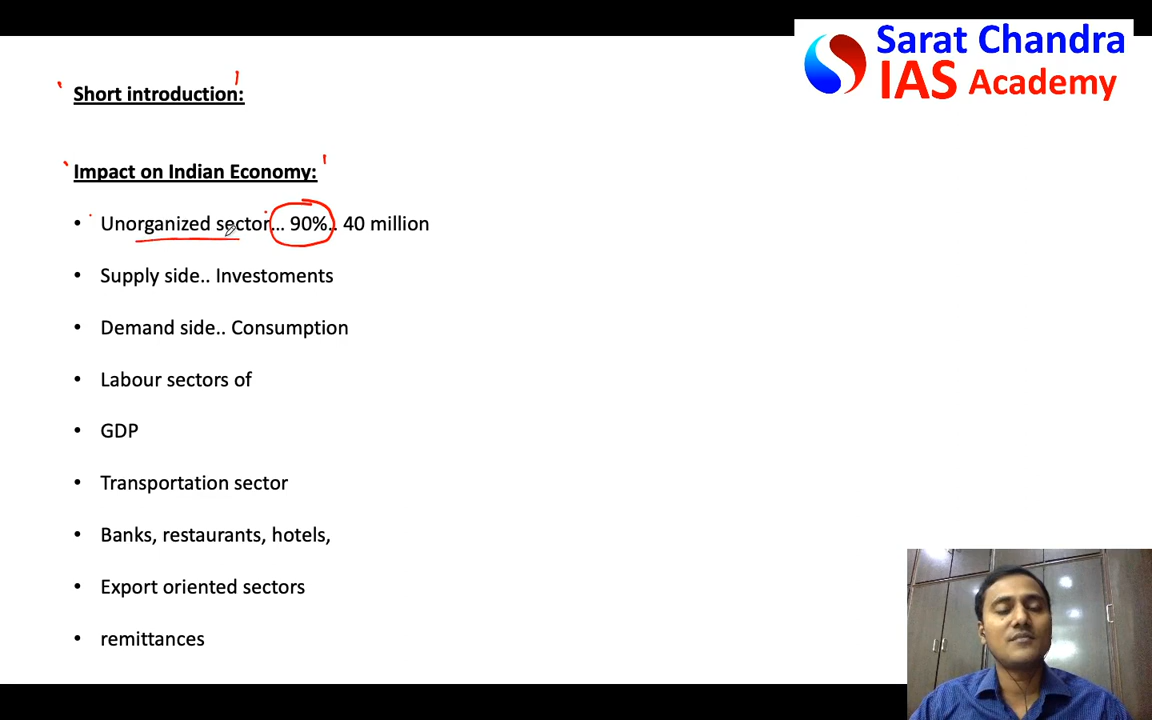 Sarat Chandra
IAS Academy
Short introduction:
Impact on Indian Economy:
• Unorganized sector... 90%.. 40 million
• Supply side.. Investoments
• Demand side.. Consumption
• Labour sectors of
• GDP
• Transportation sector
• Banks, restaurants, hotels,
• Export oriented sectors
• remittances